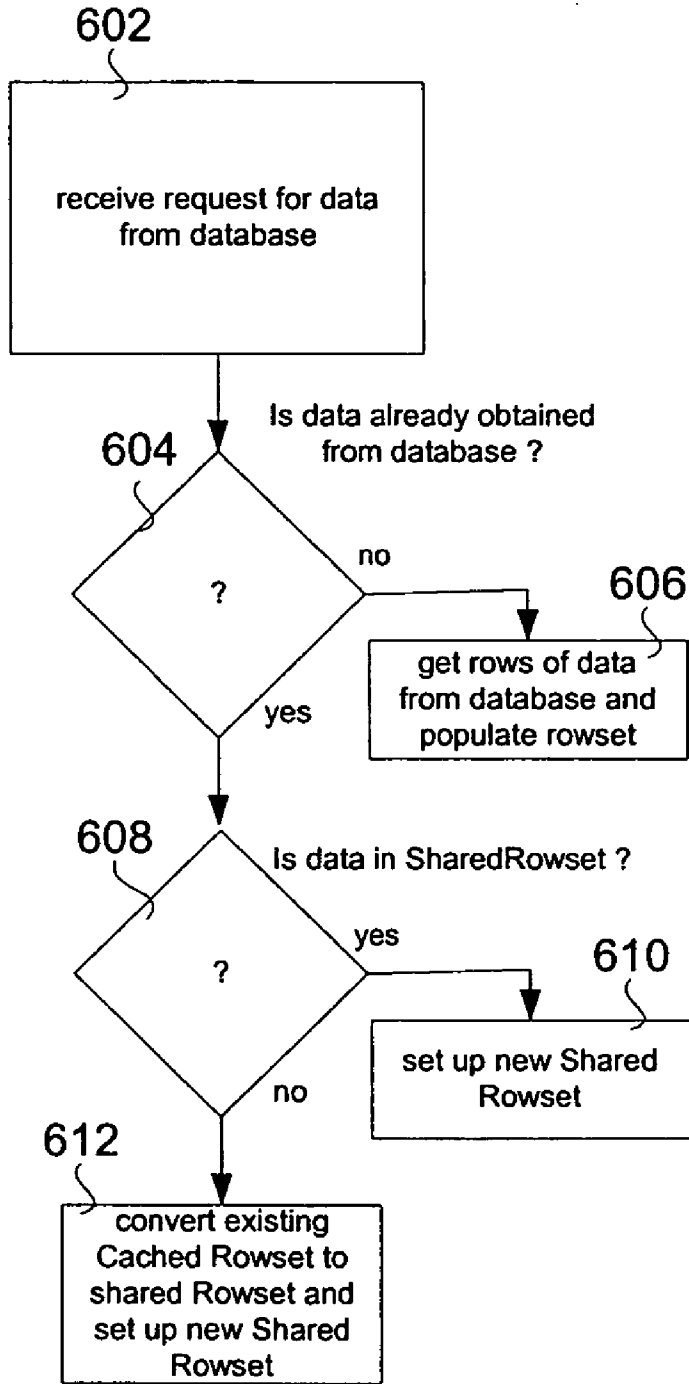 602
receive request for data
from database
Is data already obtained
from database ?
604
?
no
606
get rows of data
from database and
populate rowset
yes
608
Is data in SharedRowset ?
?
yes
610
set up new Shared
Rowset
no
612
convert existing
Cached Rowset to
shared Rowset and
set up new Shared
Rowset